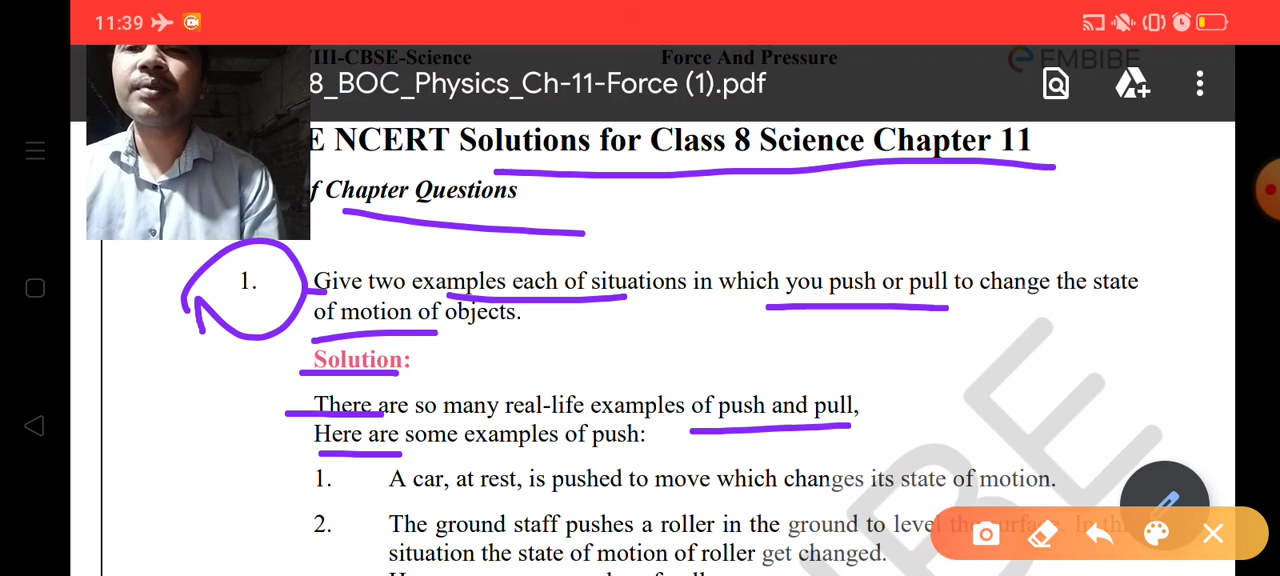 11:39
III-CBSE-Science Force And Pressure EMBIBE
8_BOC_Physics_Ch-11-Force (1).pdf
E NCERT Solutions for Class 8 Science Chapter 11
f Chapter Questions
1. Give two examples each of situations in which you push or pull to change the state
of motion of objects.
Solution:
There are so many real-life examples of push and pull,
Here are some examples of push:
1. A car, at rest, is pushed to move which changes its state of motion.
2. The ground staff pushes a roller in the ground to level the surface. In th
situation the state of motion of roller get changed.